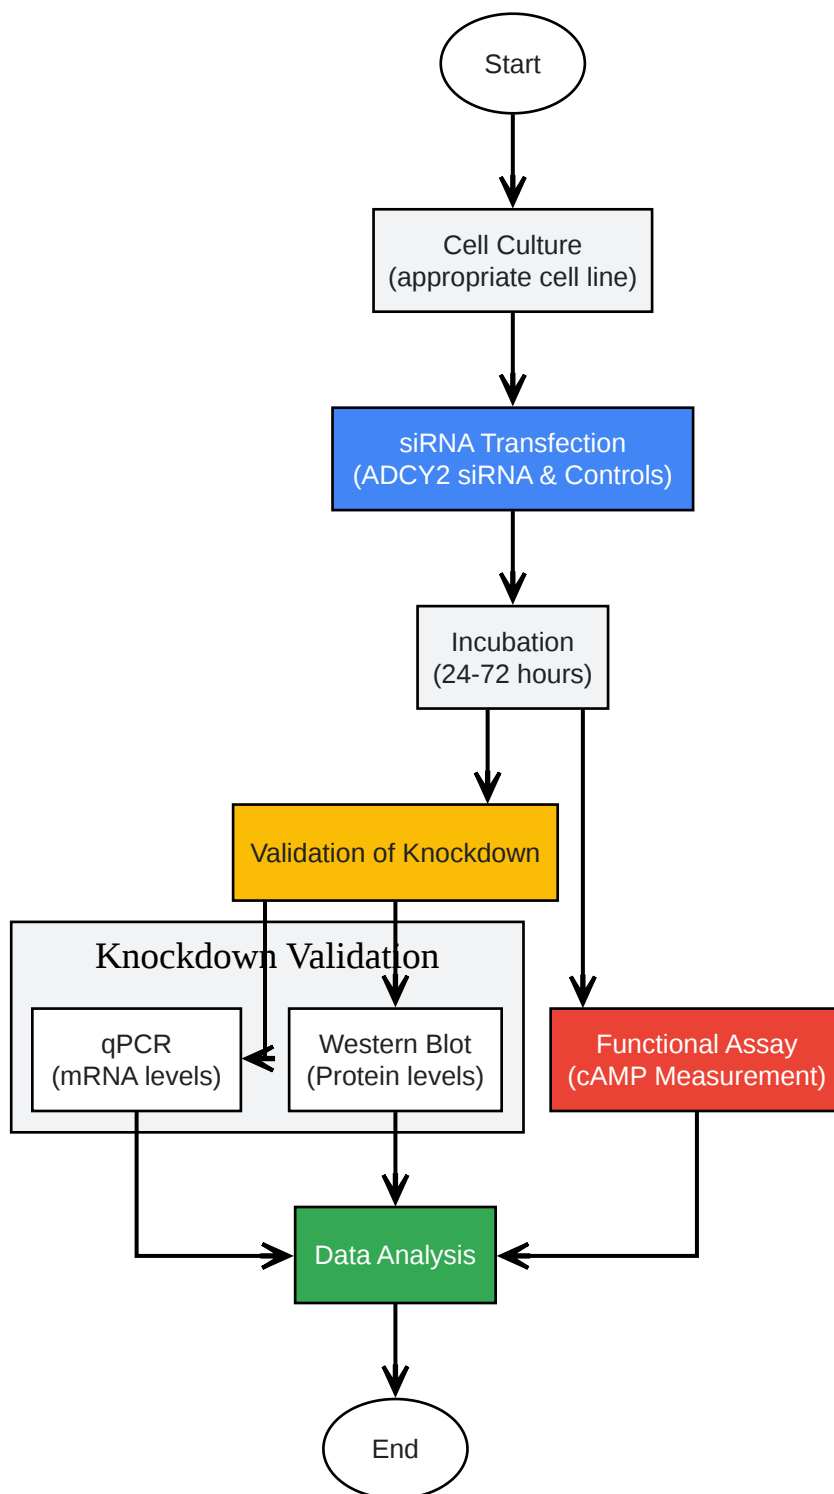 Start
Cell Culture
(appropriate cell line)
siRNA Transfection
(ADCY2 siRNA & Controls)
Incubation
(24-72 hours)
Validation of Knockdown
Knockdown Validation
qPCR
(mRNA levels)
Western Blot
(Protein levels)
Functional Assay
(cAMP Measurement)
Data Analysis
End